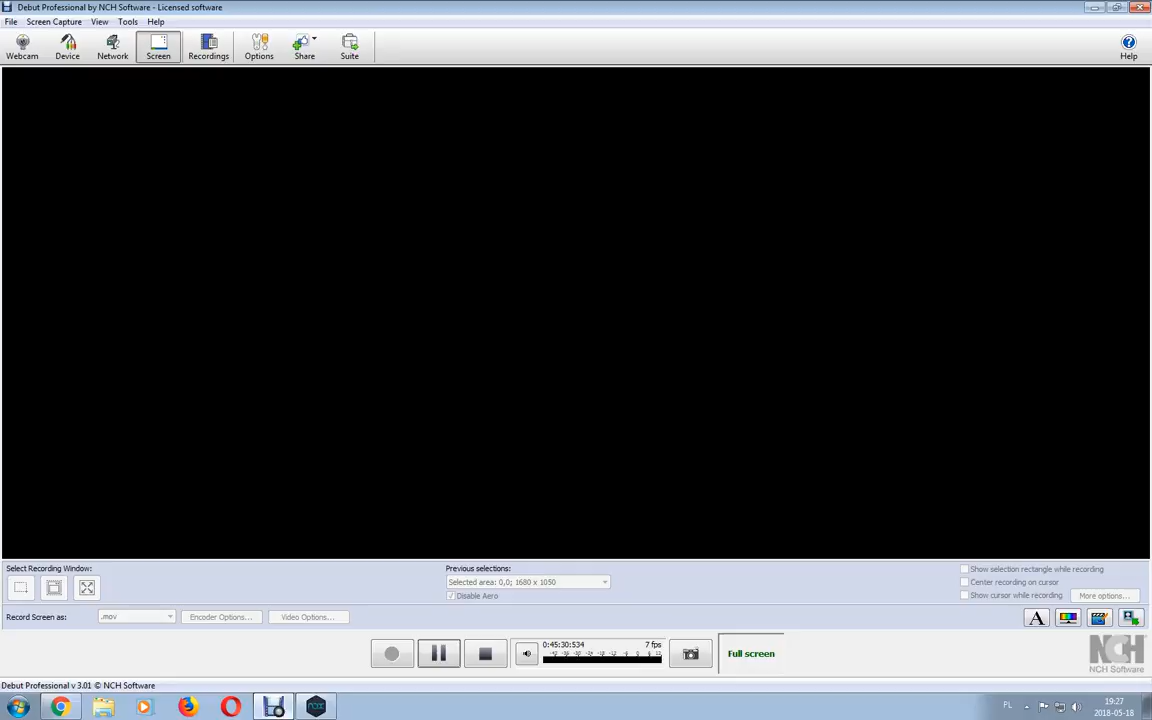 Debut Professional by NCH Software - Licensed software
File Screen Capture View Tools Help
Webcam Device Network Screen Recordings Options Share Suite Help
Select Recording Window:
Previous selections:
Selected area: 0,0; 1680 x 1050
Disable Aero
Show selection rectangle while recording
Center recording on cursor
Show cursor while recording More options...
Record Screen as: .mov Encoder Options... Video Options...
A
0:45:30:534 7 fps
Full screen
NCH
NCH Software
Debut Professional v 3.01 © NCH Software
nox
PL
19:27
2018-05-18